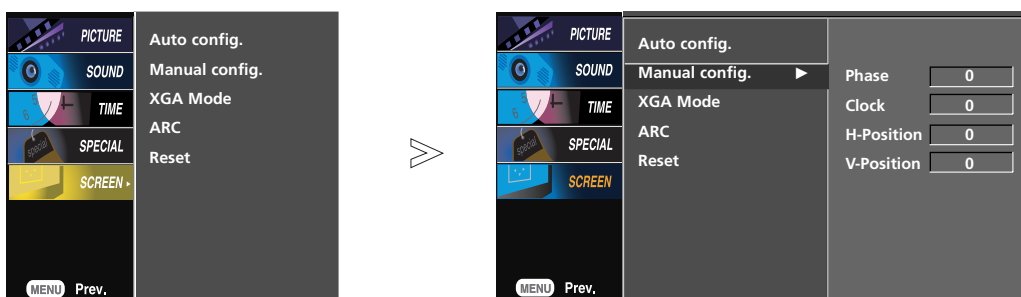 PICTURE
SOUND
TIME
SPECIAL
SCREEN
Auto config.
Manual config.
XGA Mode
ARC
Reset
special
MENU Prev.
PICTURE
SOUND
TIME
SPECIAL
SCREEN
Auto config.
Manual config. ►
XGA Mode
ARC
Reset
Phase 0
Clock 0
H-Position 0
V-Position 0
special
MENU Prev.